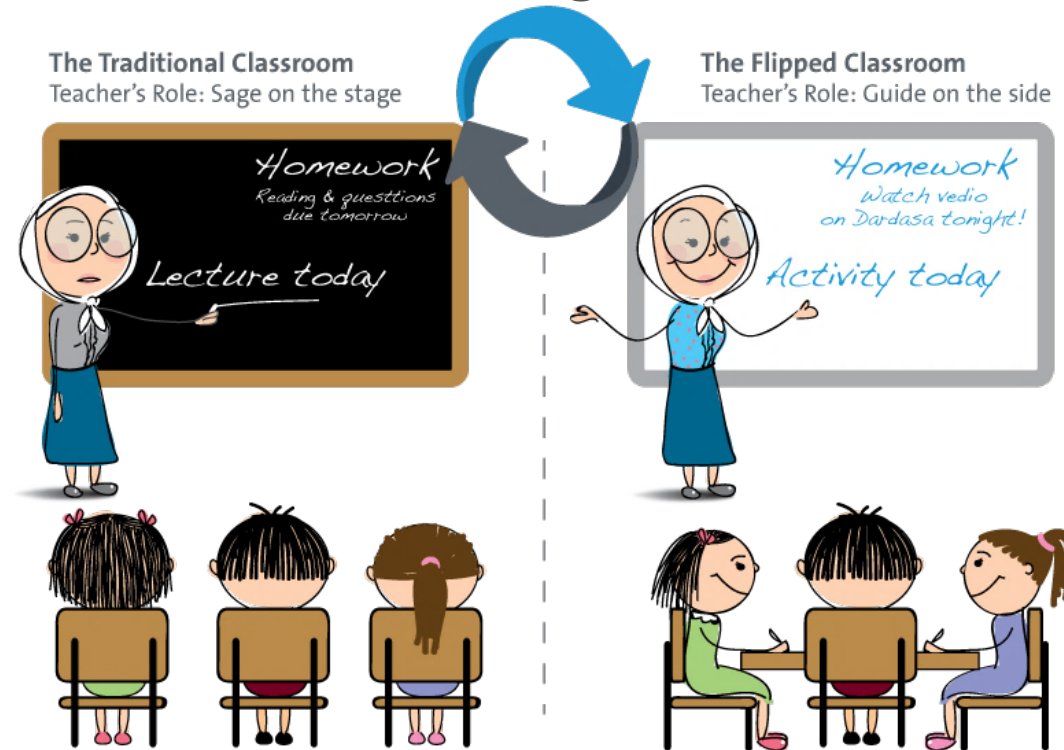 The Traditional Classroom
Teacher's Role: Sage on the stage
Homework
Reading & questtions
due tomorrow
Lecture today
The Flipped Classroom
Teacher's Role: Guide on the side
Homework
Watch vedio
on Dardasa tonight!
Activity today